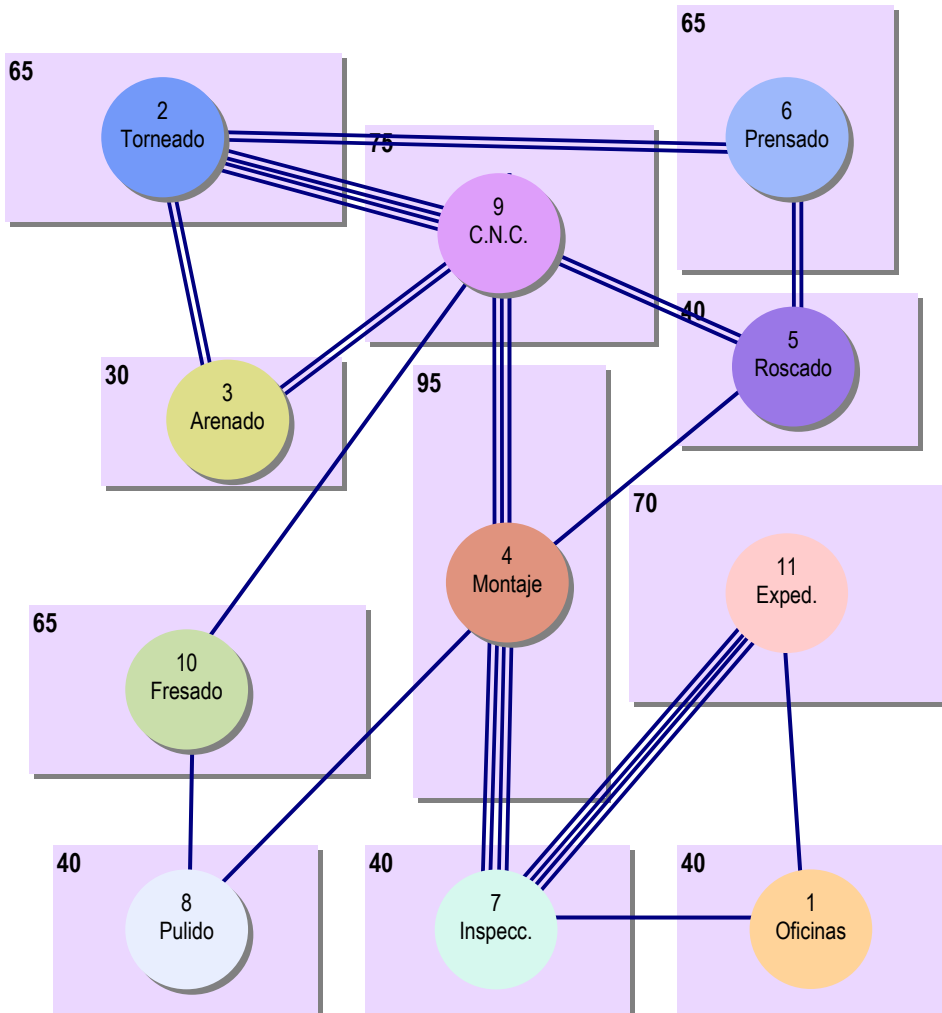 65
2
Torneado
65
6
Prensado
75
9
C.N.C.
40
5
Roscado
30
3
Arenado
95
4
Montaje
70
11
Exped.
65
10
Fresado
40
8
Pulido
40
7
Inspecc.
40
1
Oficinas